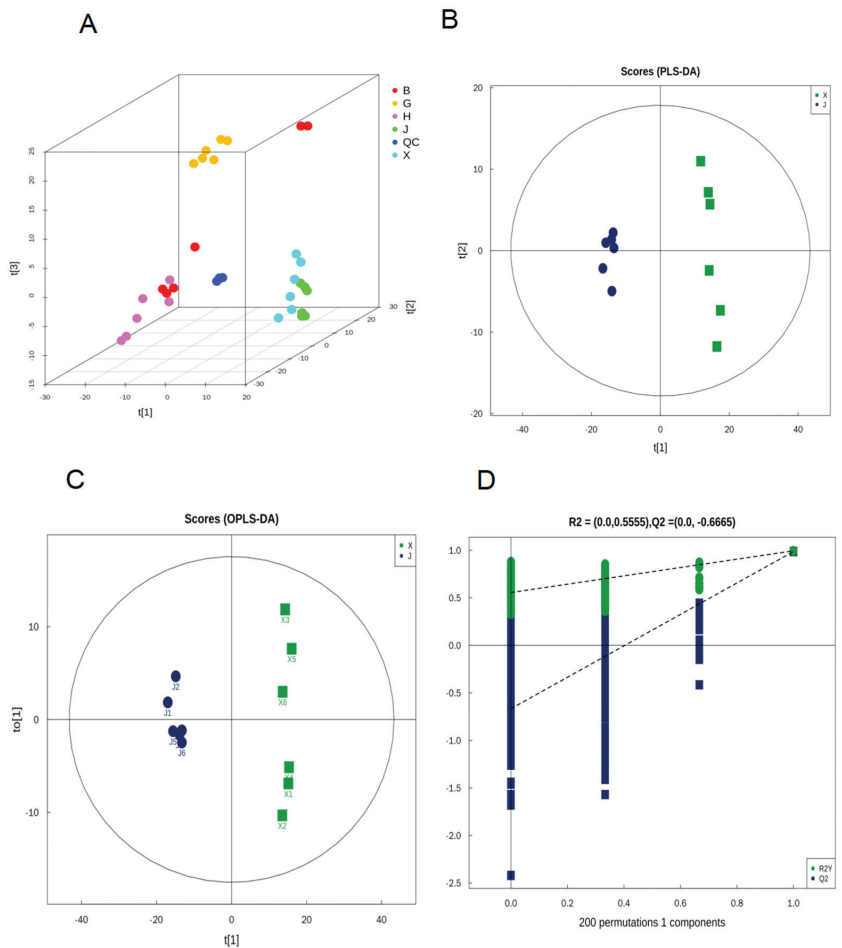 A
B
B
G
H
J
QC
X
25
20
15
10
5
0
-5
-10
-15
t[3]
-30
-20
-10
0
10
20
t[1]
-30
-20
-10
0
10
20
30
t[2]
Scores (PLS-DA)
X
J
20
10
0
-10
-20
t[2]
-40
-20
0
20
40
t[1]
C
D
Scores (OPLS-DA)
X
J
10
0
-10
to[1]
X3
X5
X6
X1
X2
J2
J1
J5
J6
-40
-20
0
20
40
t[1]
R2 = (0.0,0.5555),Q2 =(0.0, -0.6665)
1.0
0.5
0.0
-0.5
-1.0
-1.5
-2.0
-2.5
R2Y
Q2
0.0
0.2
0.4
0.6
0.8
1.0
200 permutations 1 components